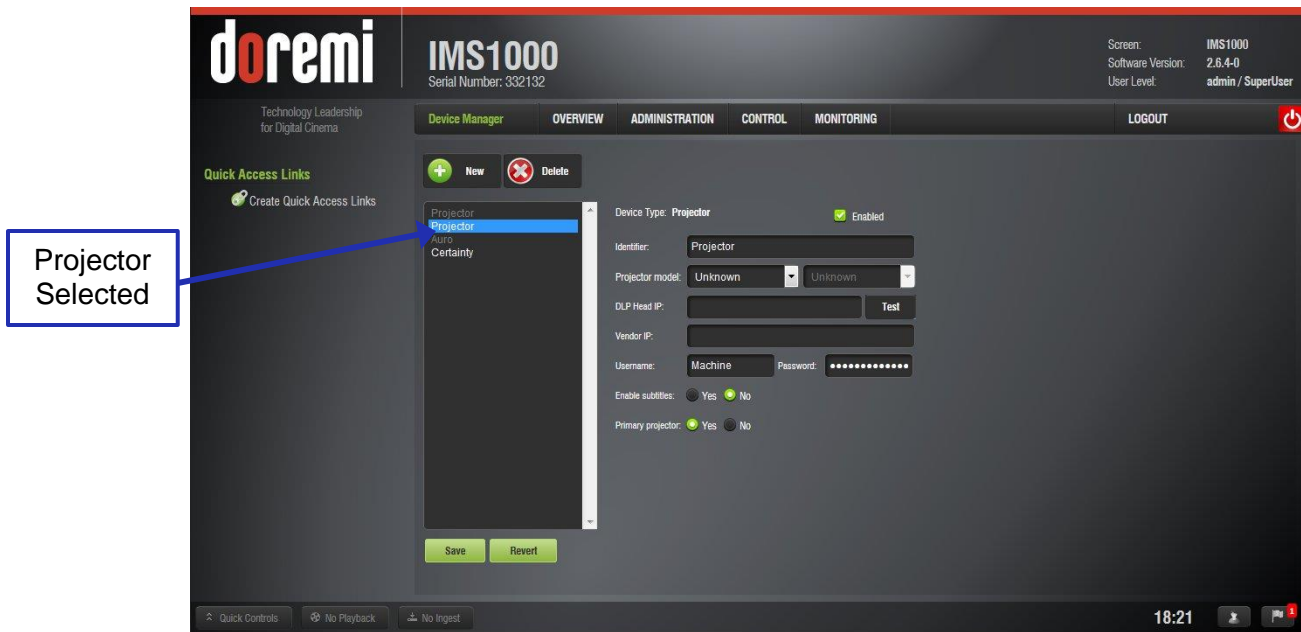 doremi
IMS1000
Serial Number: 332132
Screen: IMS1000
Software Version: 2.6.4-0
User Level: admin / SuperUser
Technology Leadership
for Digital Cinema
Device Manager OVERVIEW ADMINISTRATION CONTROL MONITORING LOGOUT
Quick Access Links
Create Quick Access Links
New Delete
Projector
Projector
Auro
Certainty
Projector
Selected
Device Type: Projector Enabled
Identifier: Projector
Projector model: Unknown Unknown
DLP Head IP: Test
Vendor IP:
Username: Machine Password: •••••••••••••
Enable subtitles: Yes No
Primary projector: Yes No
Save Revert
Quick Controls No Playback No Ingest 18:21 1